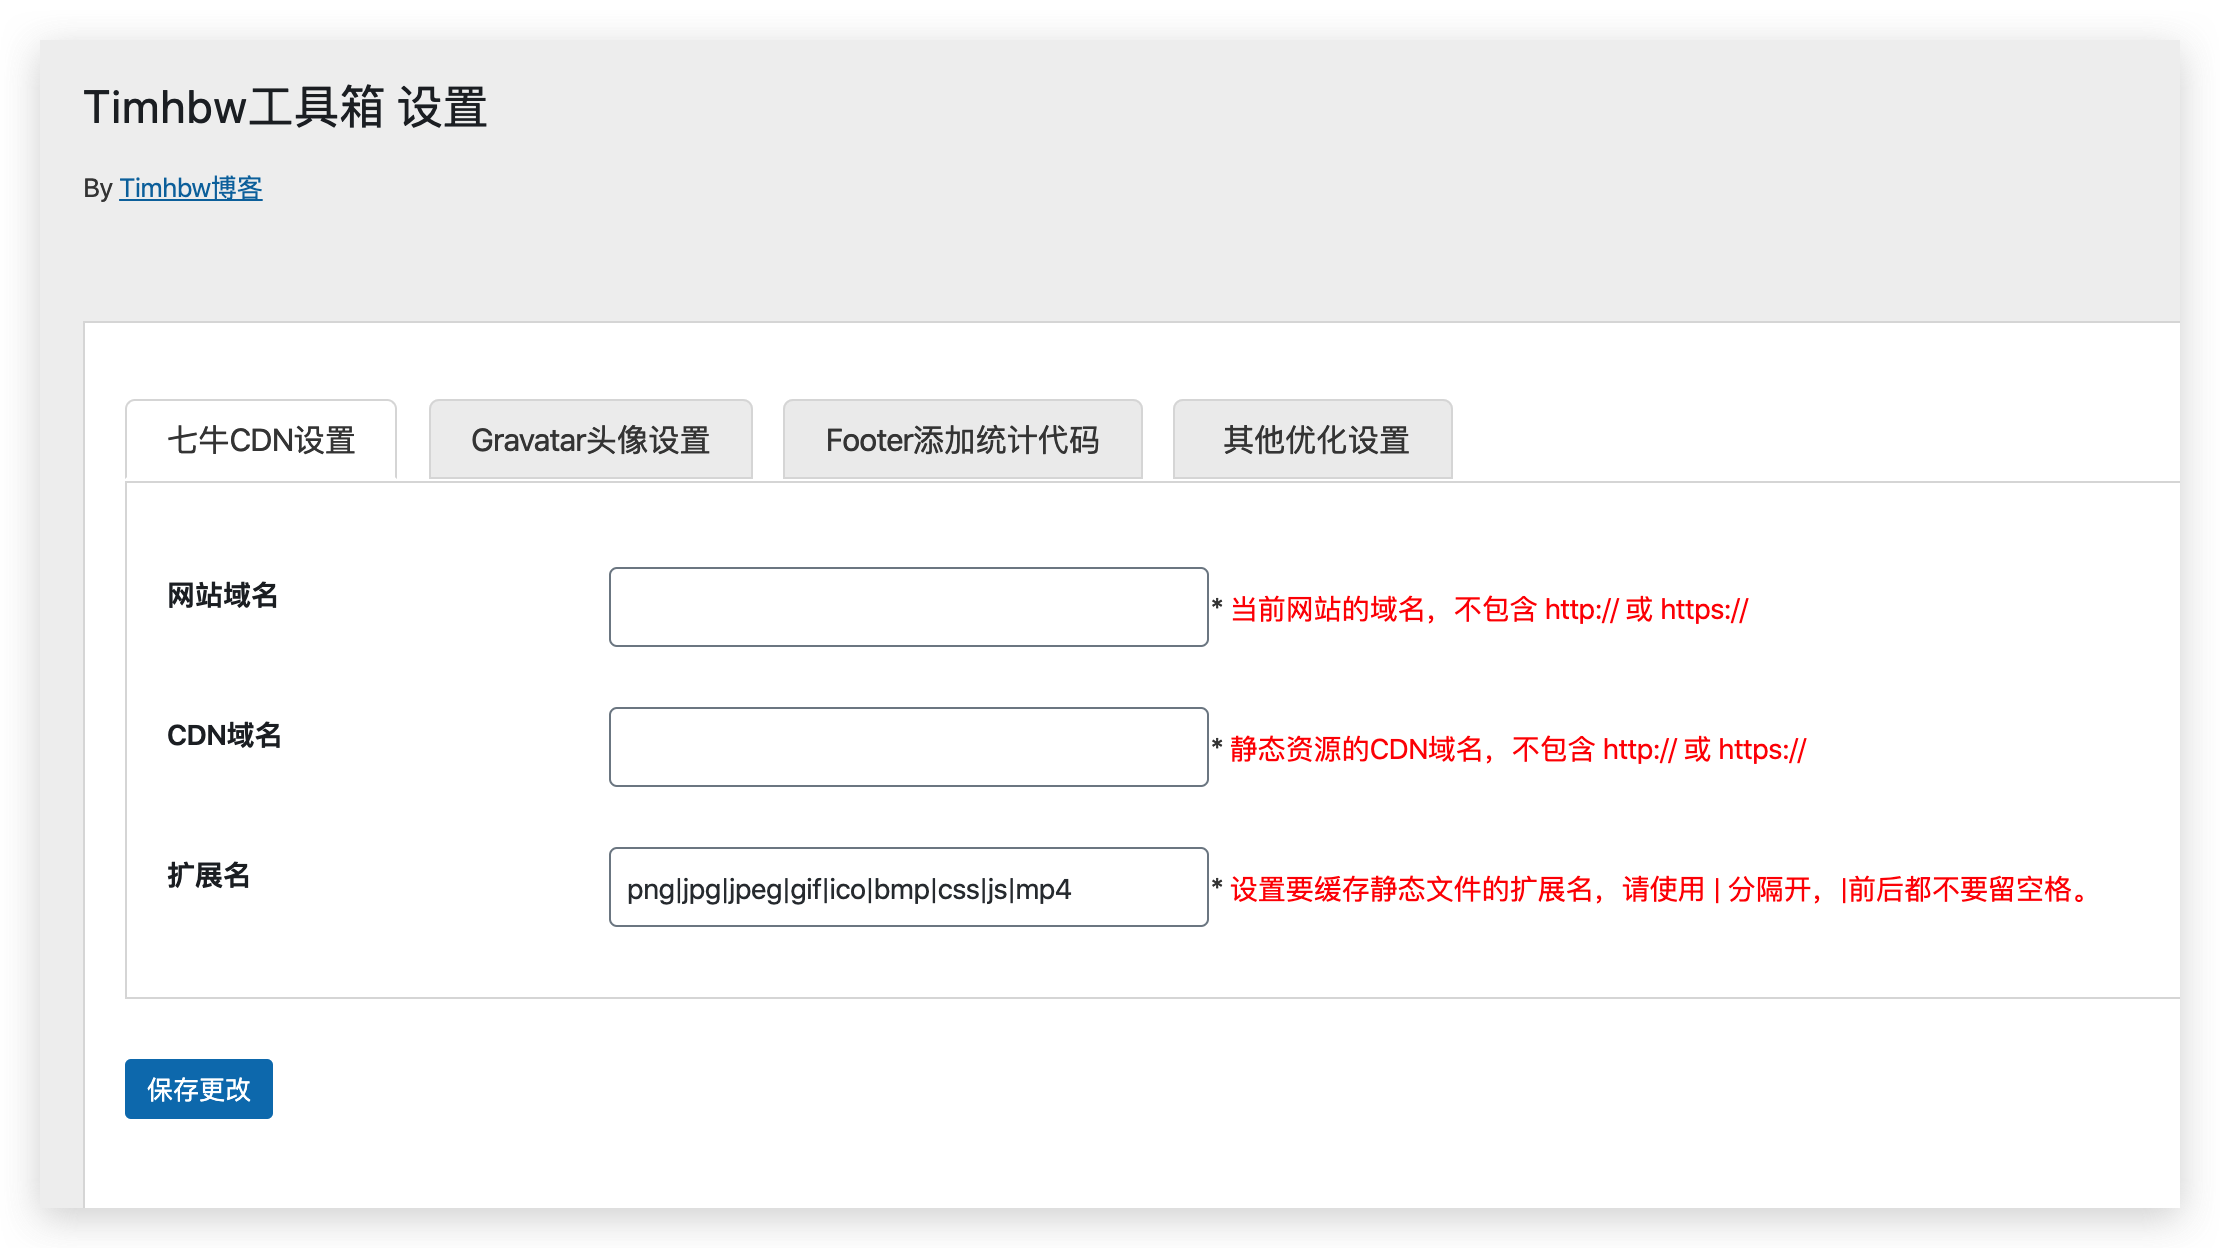 Timhbw工具箱 设置
By Timhbw博客
七牛CDN设置 Gravatar头像设置 Footer添加统计代码 其他优化设置
网站域名 * 当前网站的域名，不包含 http:// 或 https://
CDN域名 * 静态资源的CDN域名，不包含 http:// 或 https://
扩展名 png|jpg|jpeg|gif|ico|bmp|css|js|mp4 * 设置要缓存静态文件的扩展名，请使用 | 分隔开，|前后都不要留空格。
保存更改